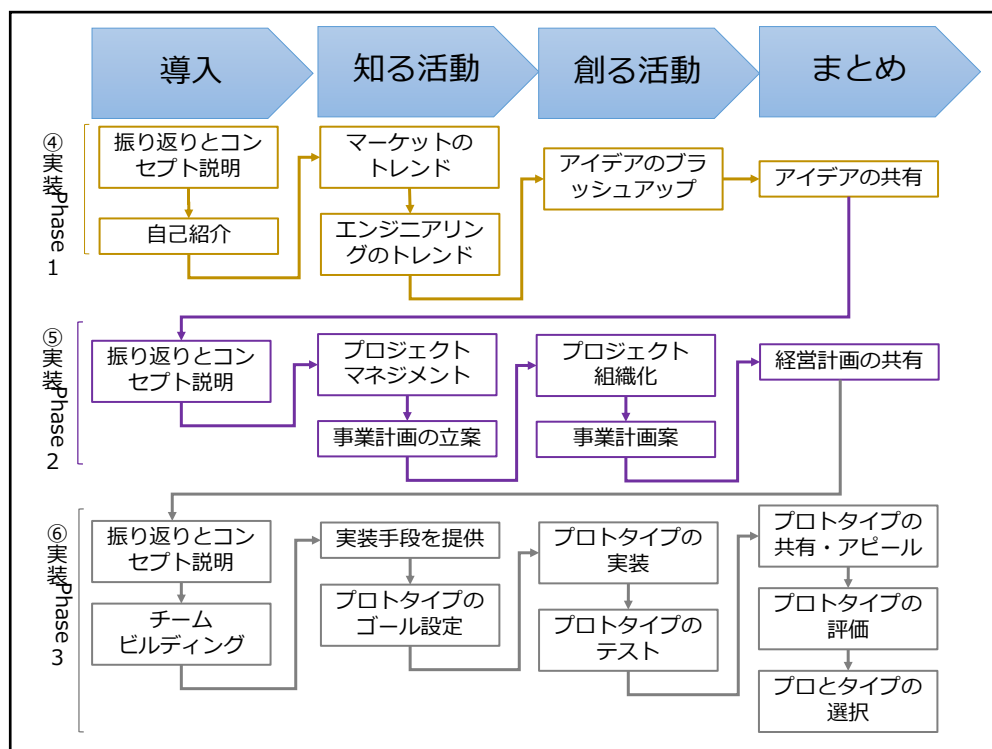 導入
知る活動
創る活動
まとめ
④実装Phase 1
振り返りとコン
セプト説明
自己紹介
マーケットの
トレンド
エンジニアリン
グのトレンド
アイデアのブラ
ッシュアップ
アイデアの共有
⑤実装Phase 2
振り返りとコン
セプト説明
プロジェクト
マネジメント
事業計画の立案
プロジェクト
組織化
事業計画案
経営計画の共有
⑥実装Phase 3
振り返りとコン
セプト説明
チーム
ビルディング
実装手段を提供
プロトタイプの
ゴール設定
プロトタイプの
実装
プロトタイプの
テスト
プロトタイプの
共有・アピール
プロトタイプの
評価
プロとタイプの
選択